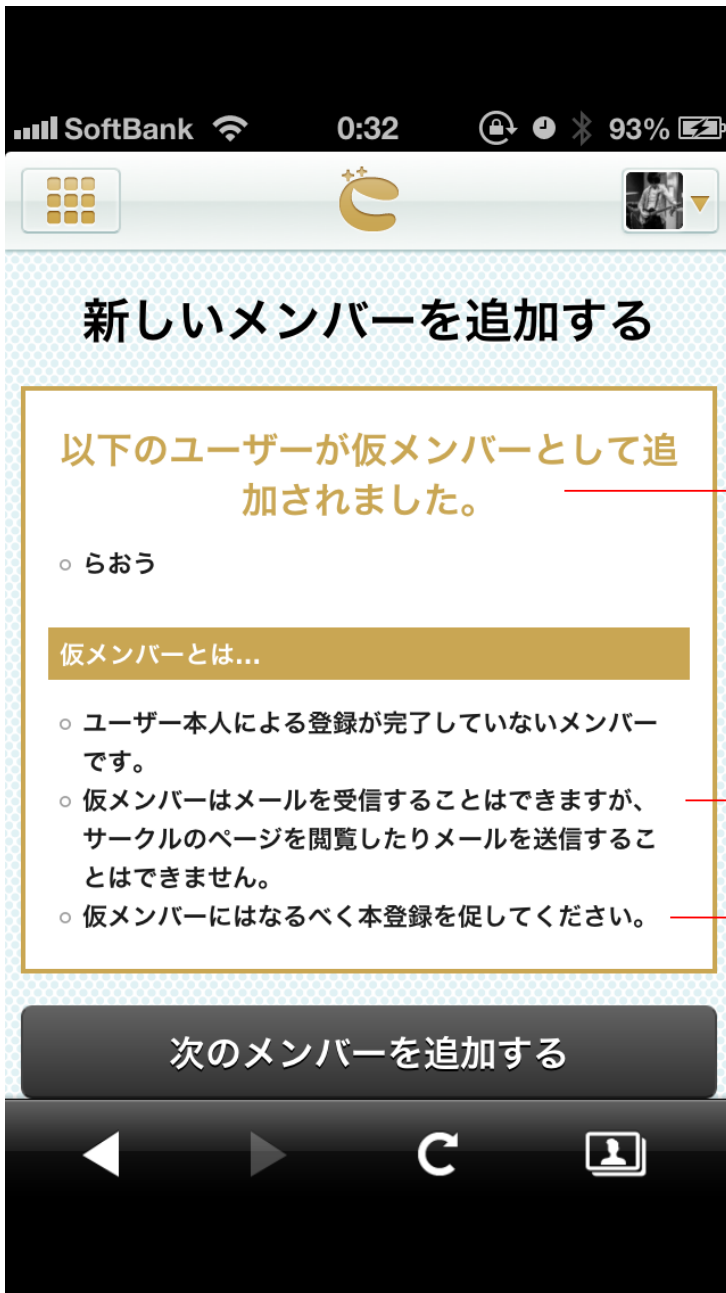 SoftBank 0:32 93%
新しいメンバーを追加する
以下のユーザーが仮メンバーとして追
加されました。
らおう
仮メンバーとは...
ユーザー本人による登録が完了していないメンバー
です。
仮メンバーはメールを受信することはできますが、
サークルのページを閲覧したりメールを送信するこ
とはできません。
仮メンバーにはなるべく本登録を促してください。
次のメンバーを追加する